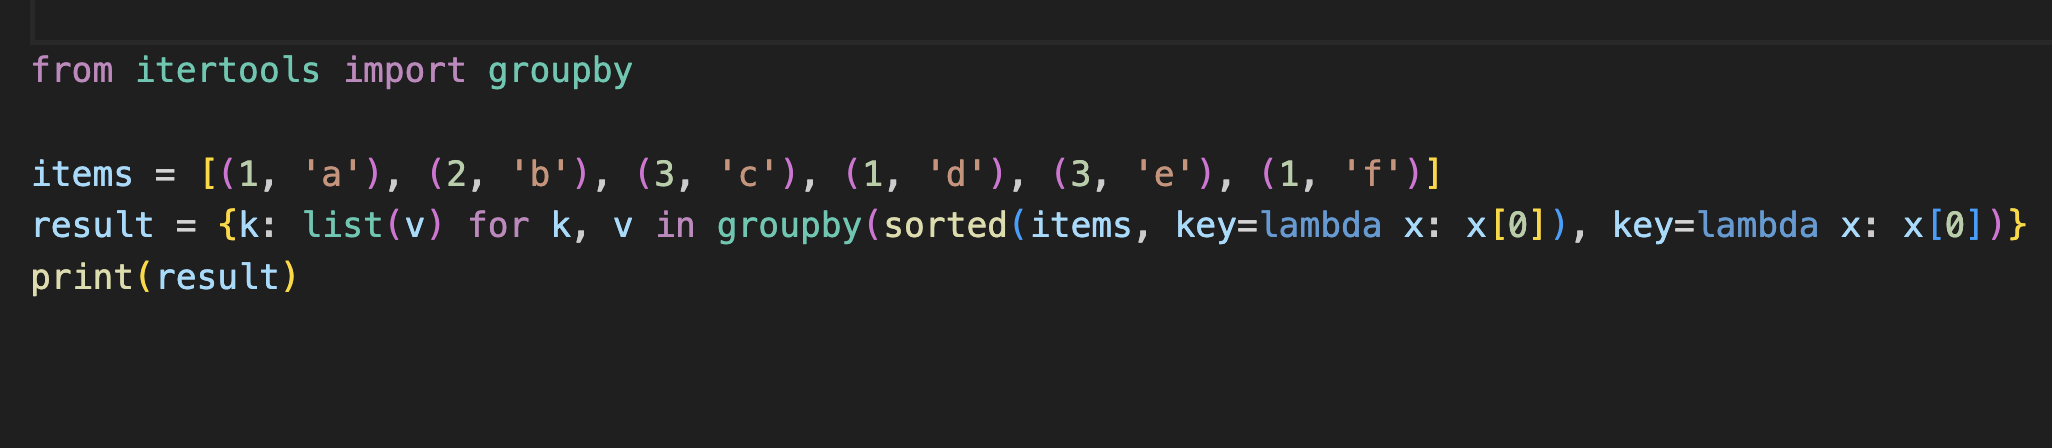 from itertools import groupby
items = [(1, 'a'), (2, 'b'), (3, 'c'), (1, 'd'), (3, 'e'), (1, 'f')]
result = {k: list(v) for k, v in groupby(sorted(items, key=lambda x: x[0]), key=lambda x: x[0])}
print(result)